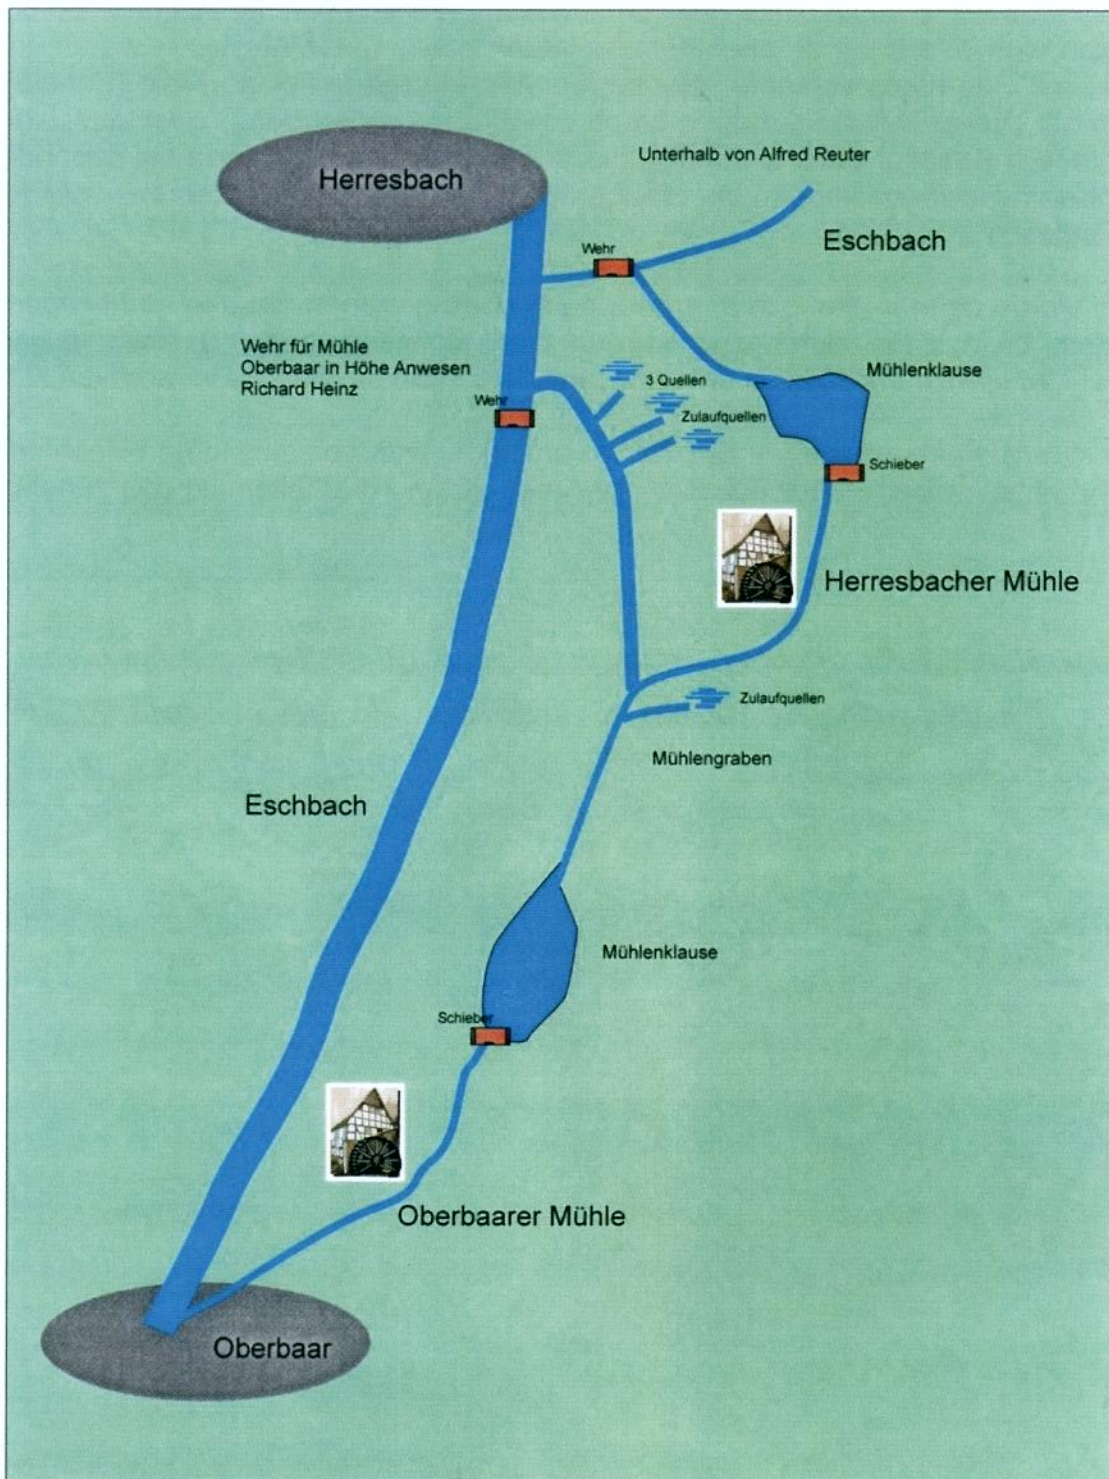 Herresbach
Unterhalb von Alfred Reuter
Eschbach
Wehr
Wehr für Mühle
Oberbaar in Höhe Anwesen
Richard Heinz
Wehr
3 Quellen
Zulaufquellen
Mühlenklause
Schieber
Herresbacher Mühle
Zulaufquellen
Mühlengraben
Eschbach
Mühlenklause
Schieber
Oberbaarer Mühle
Oberbaar